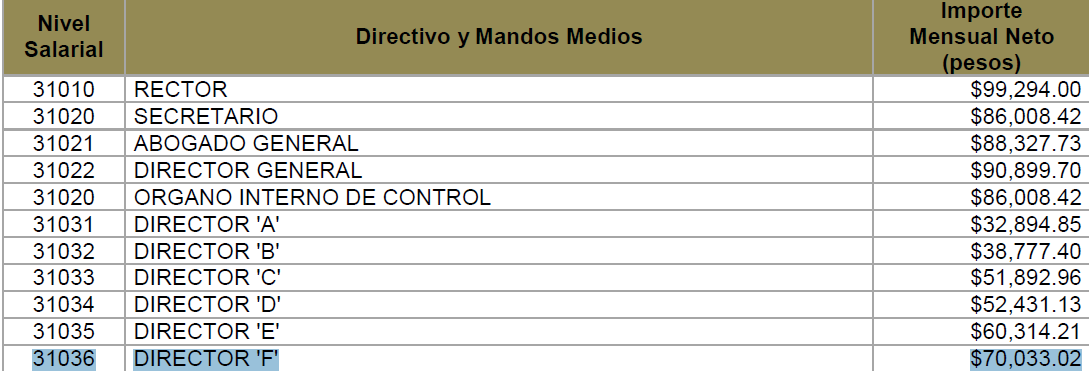 Nivel Salarial Directivo y Mandos Medios Importe Mensual Neto (pesos)
31010 RECTOR $99,294.00
31020 SECRETARIO $86,008.42
31021 ABOGADO GENERAL $88,327.73
31022 DIRECTOR GENERAL $90,899.70
31020 ORGANO INTERNO DE CONTROL $86,008.42
31031 DIRECTOR 'A' $32,894.85
31032 DIRECTOR 'B' $38,777.40
31033 DIRECTOR 'C' $51,892.96
31034 DIRECTOR 'D' $52,431.13
31035 DIRECTOR 'E' $60,314.21
31036 DIRECTOR 'F' $70,033.02